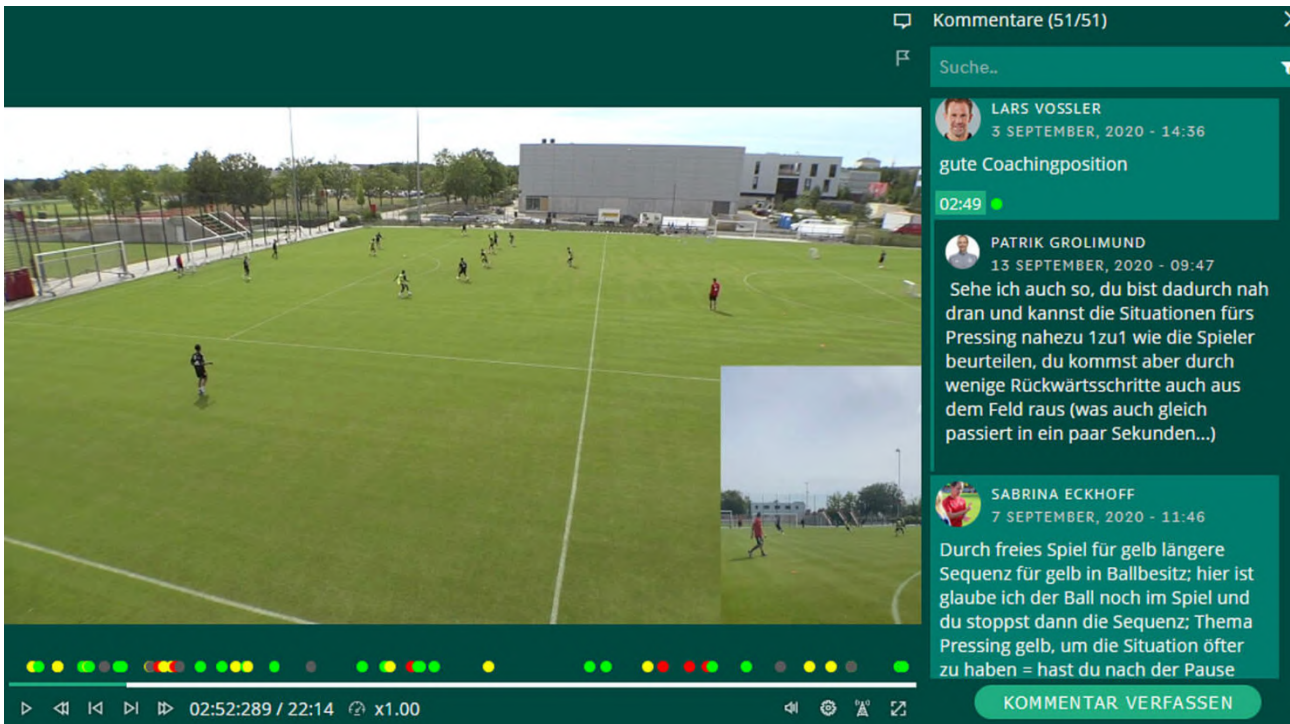 Kommentare (51/51)
Suche..
LARS VOSSLER
3 SEPTEMBER, 2020 - 14:36
gute Coachingposition
02:49
PATRIK GROLIMUND
13 SEPTEMBER, 2020 - 09:47
Sehe ich auch so, du bist dadurch nah
dran und kannst die Situationen fürs
Pressing nahezu 1zu1 wie die Spieler
beurteilen, du kommst aber durch
wenige Rückwärtsschritte auch aus
dem Feld raus (was auch gleich
passiert in ein paar Sekunden...)
SABRINA ECKHOFF
7 SEPTEMBER, 2020 - 11:46
Durch freies Spiel für gelb längere
Sequenz für gelb in Ballbesitz; hier ist
glaube ich der Ball noch im Spiel und
du stoppst dann die Sequenz; Thema
Pressing gelb, um die Situation öfter
zu haben = hast du nach der Pause
02:52:289 / 22:14 x1.00
KOMMENTAR VERFASSEN